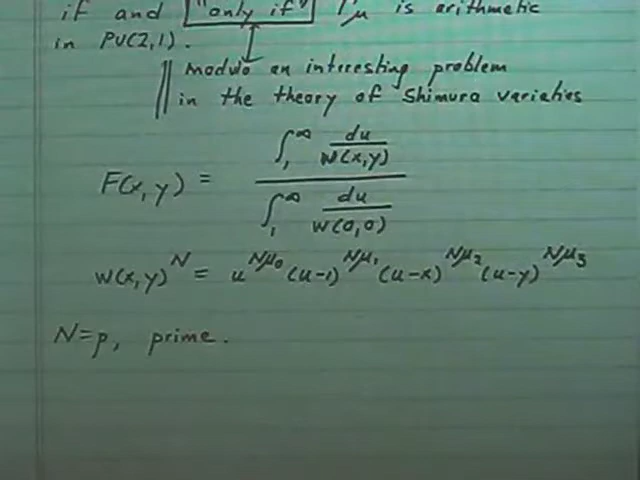 if and "only if" Γμ is arithmetic
in PU(2,1).
modulo an interesting problem
in the theory of Shimura varieties
F(x,y) = ∫₁^∞ du/w(x,y) / ∫₁^∞ du/w(0,0)
w(x,y)^N = u^Nμ₀ (u-1)^Nμ₁ (u-x)^Nμ₂ (u-y)^Nμ₃
N=p, prime.